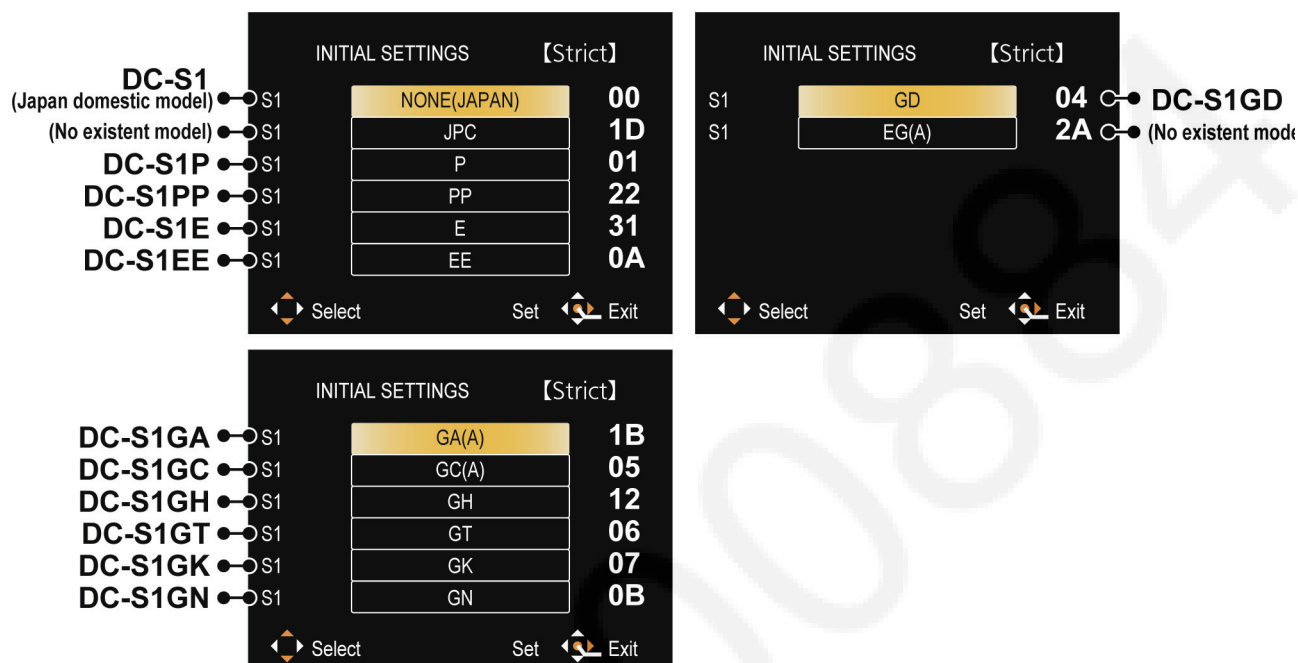 INITIAL SETTINGS 【Strict】
DC-S1
(Japan domestic model) S1 NONE(JAPAN) 00
(No existent model) S1 JPC 1D
DC-S1P S1 P 01
DC-S1PP S1 PP 22
DC-S1E S1 E 31
DC-S1EE S1 EE 0A
Select Set Exit
INITIAL SETTINGS 【Strict】
S1 GD 04 DC-S1GD
S1 EG(A) 2A (No existent mode
Select Set Exit
INITIAL SETTINGS 【Strict】
DC-S1GA S1 GA(A) 1B
DC-S1GC S1 GC(A) 05
DC-S1GH S1 GH 12
DC-S1GT S1 GT 06
DC-S1GK S1 GK 07
DC-S1GN S1 GN 0B
Select Set Exit